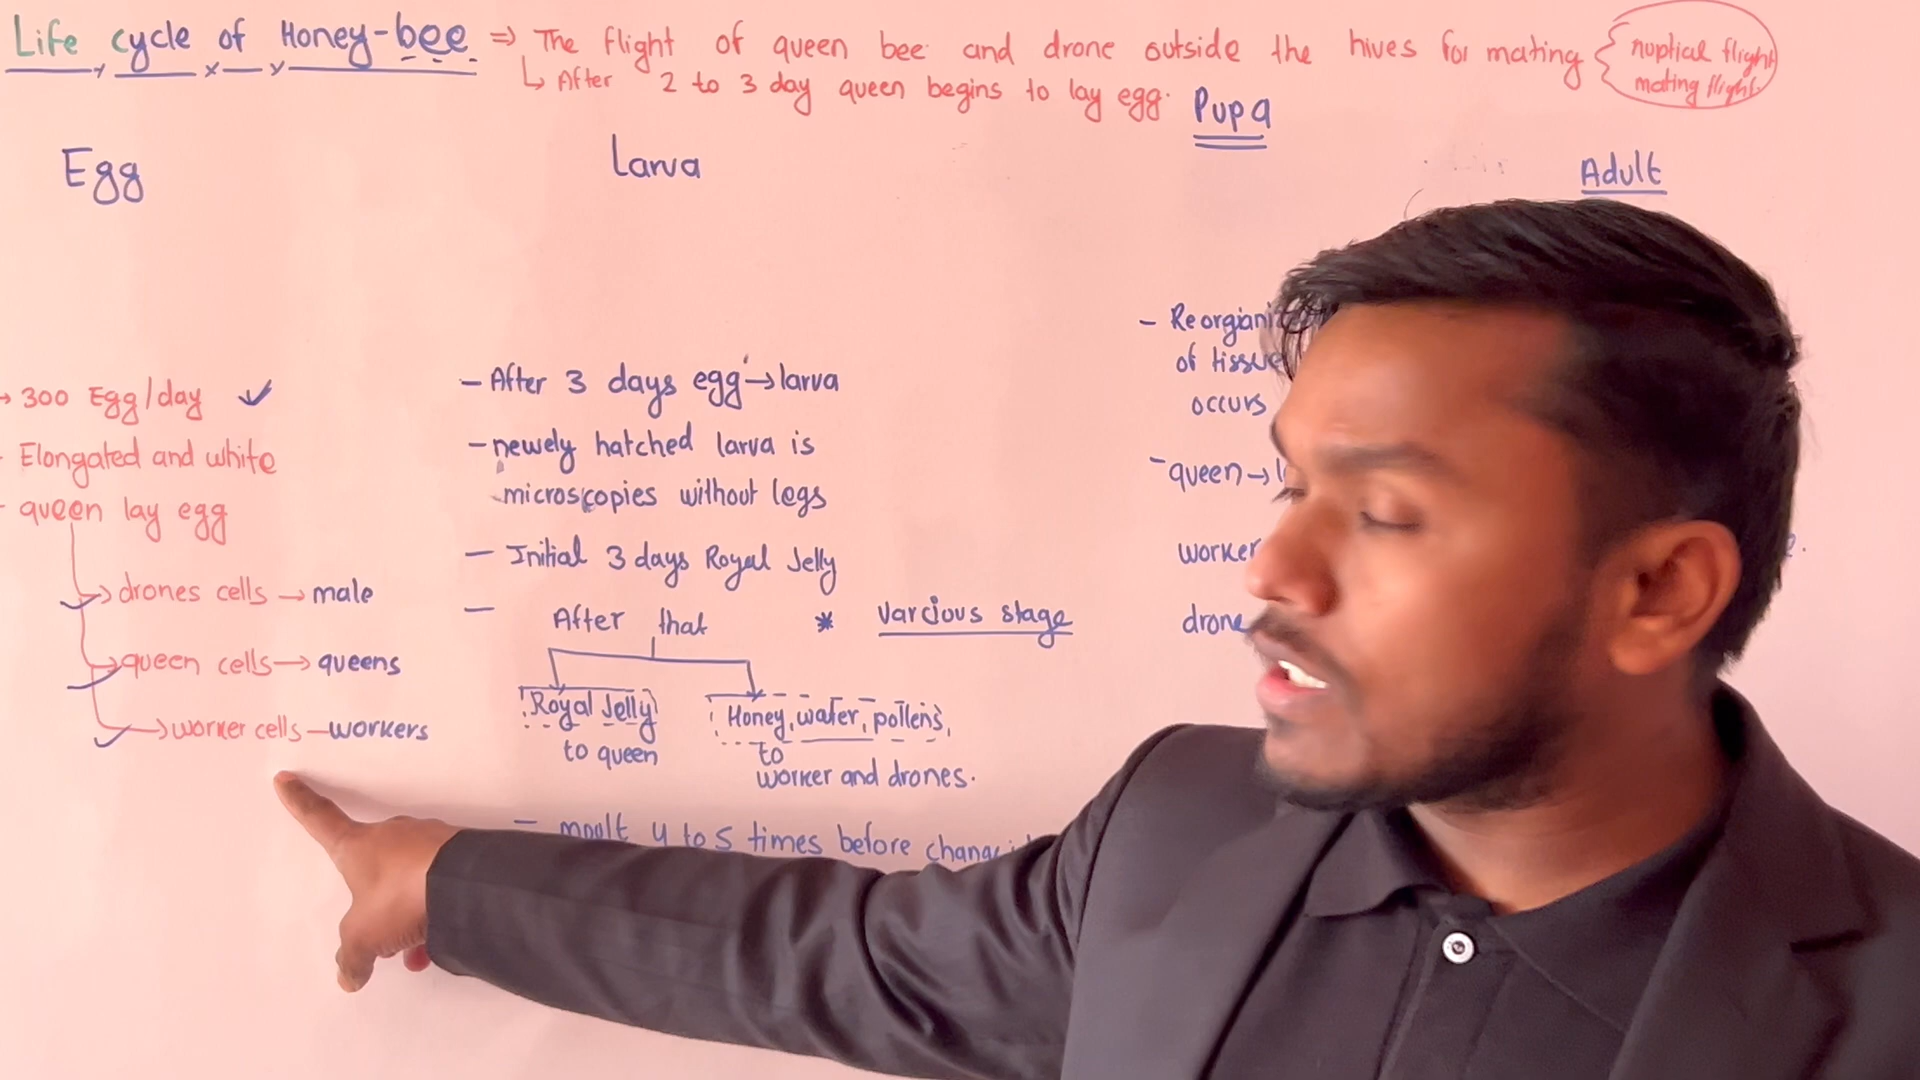 Life cycle of Honey-bee ⇒ The flight of queen bee and drone outside the hives for mating { nuptial flight
mating flight.
↳ After 2 to 3 day queen begins to lay egg.
Egg
→ 300 Egg/day ✓
- Elongated and white
- queen lay egg
→ drones cells → male
→ queen cells → queens
→ worker cells – workers
Larva
- After 3 days egg → larva
- newely hatched larva is
microscopies without legs
- Initial 3 days Royal Jelly
- After that
Royal Jelly
to queen
Honey, water, pollens,
to
worker and drones.
- moult 4 to 5 times before
* Varcious stage
Pupa
of tissue
occurs
- queen →
worker
drone
Adult